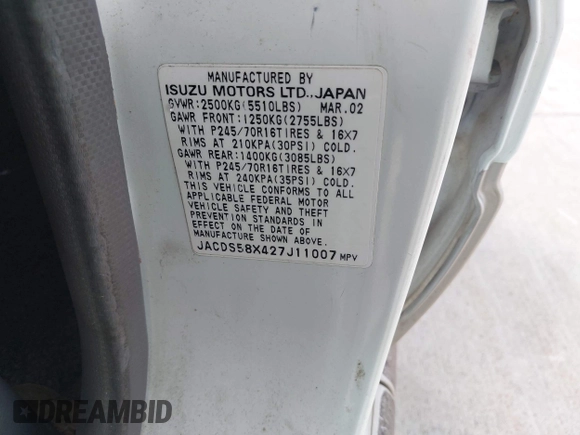 MANUFACTURED BY
ISUZU MOTORS LTD.,JAPAN
GVWR:2500KG(5510LBS) MAR.02
GAWR FRONT:1250KG(2755LBS)
WITH P245/70R16TIRES & 16X7
RIMS AT 210KPA(30PSI) COLD.
GAWR REAR:1400KG(3085LBS)
WITH P245/70R16TIRES & 16X7
RIMS AT 240KPA(35PSI) COLD.
THIS VEHICLE CONFORMS TO ALL
APPLICABLE FEDERAL MOTOR
VEHICLE SAFETY AND THEFT
PREVENTION STANDARDS IN
EFFECT ON THE DATE OF
MANUFACTURE SHOWN ABOVE.
JACDS58X427J11007 MPV
DREAMBID